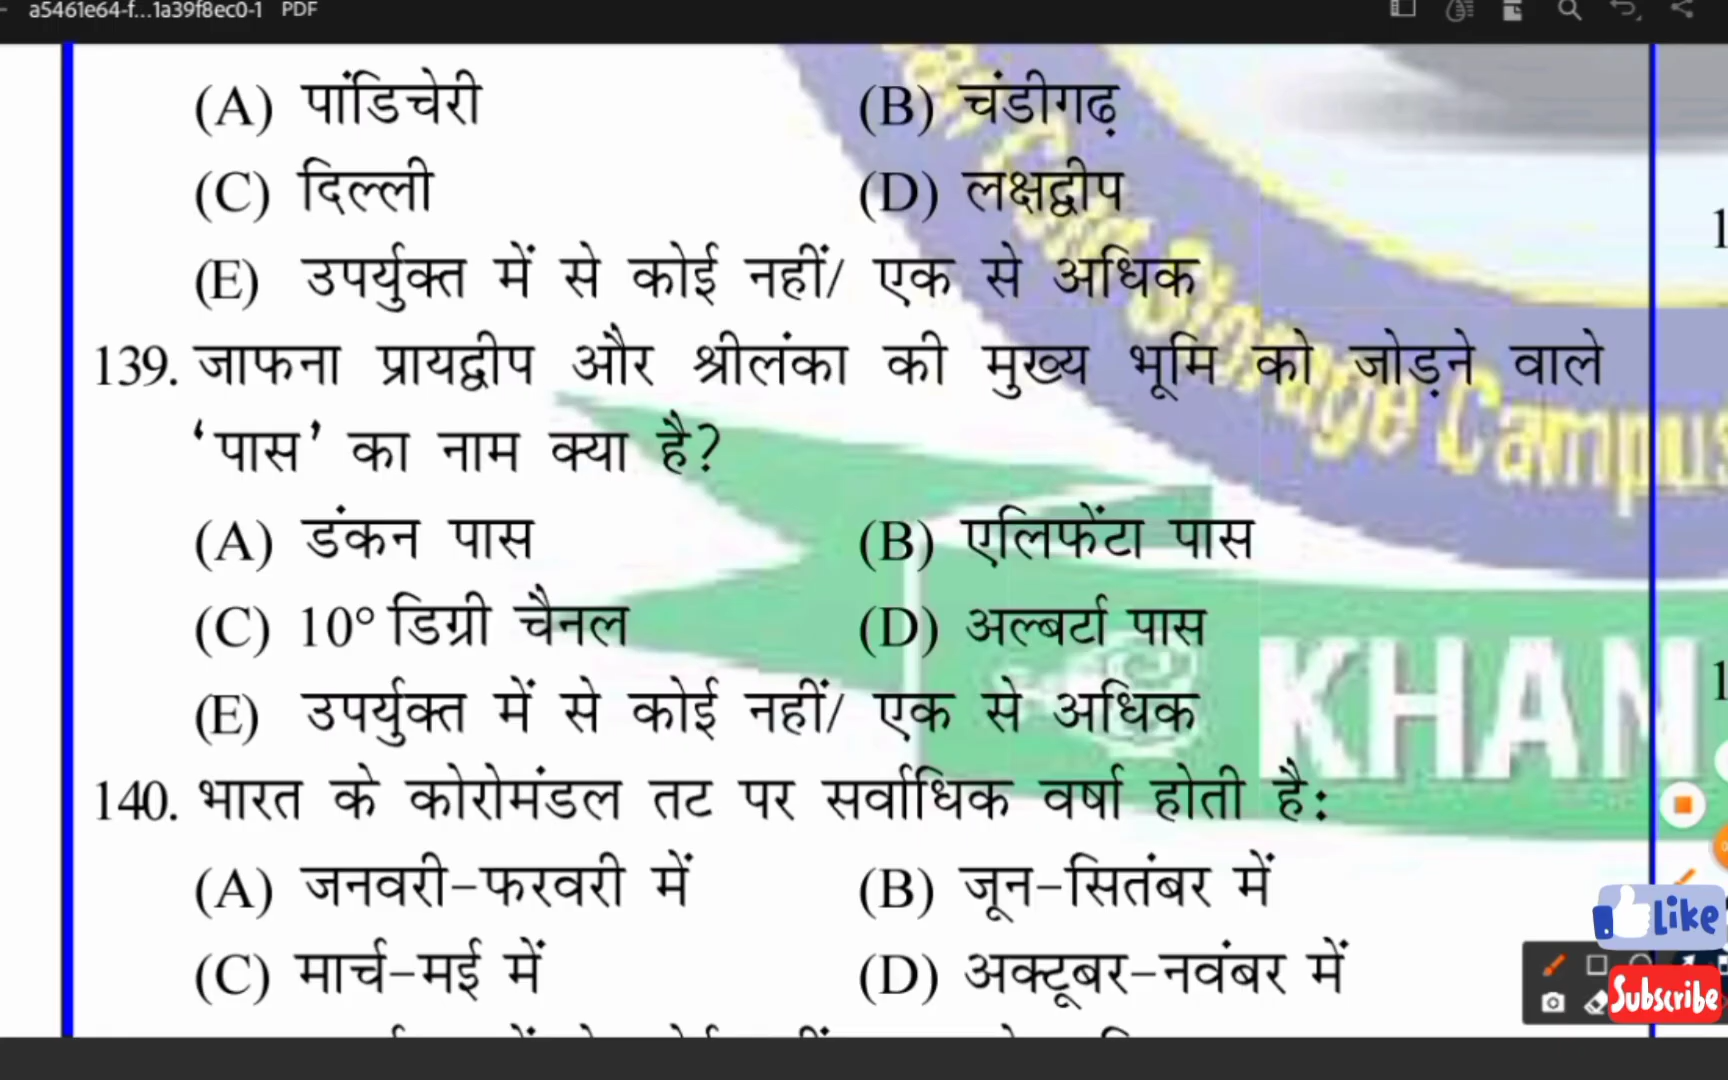 a5461e64-f...1a39f8ec0-1 PDF
(A) पांडिचेरी (B) चंडीगढ़
(C) दिल्ली (D) लक्षद्वीप
(E) उपर्युक्त में से कोई नहीं/ एक से अधिक
139. जाफना प्रायद्वीप और श्रीलंका की मुख्य भूमि को जोड़ने वाले
‘पास’ का नाम क्या है?
(A) डंकन पास (B) एलिफेंटा पास
(C) 10° डिग्री चैनल (D) अल्बर्टा पास
(E) उपर्युक्त में से कोई नहीं/ एक से अधिक
140. भारत के कोरोमंडल तट पर सर्वाधिक वर्षा होती है:
(A) जनवरी-फरवरी में (B) जून-सितंबर में
(C) मार्च-मई में (D) अक्टूबर-नवंबर में
Campus
KHAN
Like
Subscribe